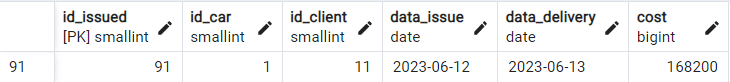 id_issued id_car id_client data_issue data_delivery cost
[PK] smallint smallint smallint date date bigint
91 91 1 11 2023-06-12 2023-06-13 168200